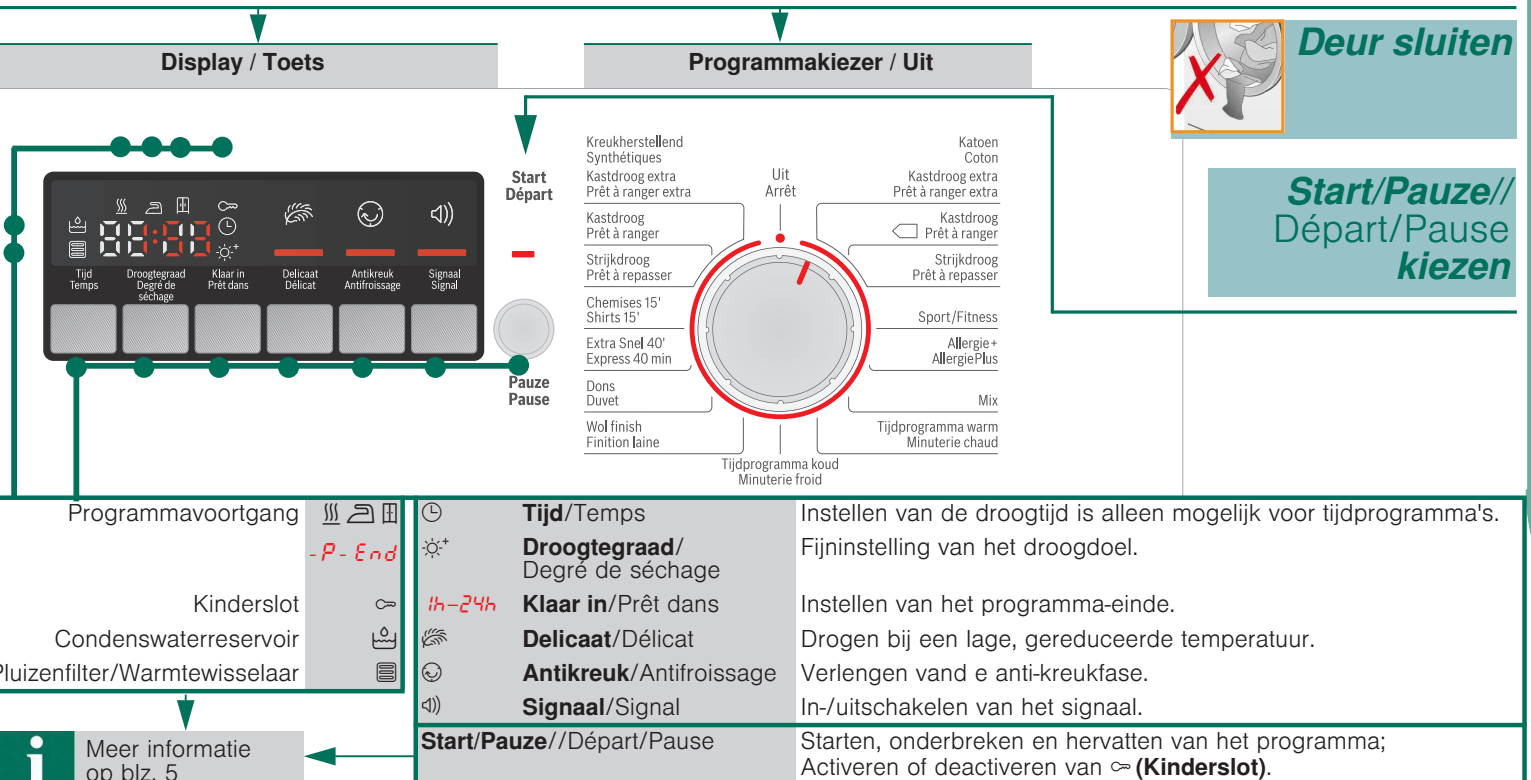 Display / Toets
Programmakiezer / Uit
Deur sluiten
Start/Pauze//
Départ/Pause
kiezen
Tijd
Temps
Droogtegraad
Degré de
séchage
Klaar in
Prêt dans
Delicaat
Délicat
Antikreuk
Antifroissage
Signaal
Signal
Start
Départ
Pauze
Pause
Kreukherstellend
Synthétiques
Kastdroog extra
Prêt à ranger extra
Kastdroog
Prêt à ranger
Strijkdroog
Prêt à repasser
Chemises 15'
Shirts 15'
Extra Snel 40'
Express 40 min
Dons
Duvet
Wol finish
Finition laine
Uit
Arrêt
Katoen
Coton
Kastdroog extra
Prêt à ranger extra
Kastdroog
Prêt à ranger
Strijkdroog
Prêt à repasser
Sport/Fitness
Allergie+
AllergiePlus
Mix
Tijdprogramma warm
Minuterie chaud
Tijdprogramma koud
Minuterie froid
Programmavoortgang
-P- End
Kinderslot
Condenswaterreservoir
Pluizenfilter/Warmtewisselaar
Tijd/Temps Instellen van de droogtijd is alleen mogelijk voor tijdprogramma's.
Droogtegraad/ Fijninstelling van het droogdoel.
Degré de séchage
1h-24h Klaar in/Prêt dans Instellen van het programma-einde.
Delicaat/Délicat Drogen bij een lage, gereduceerde temperatuur.
Antikreuk/Antifroissage Verlengen vand e anti-kreukfase.
Signaal/Signal In-/uitschakelen van het signaal.
Start/Pauze//Départ/Pause Starten, onderbreken en hervatten van het programma;
Activeren of deactiveren van (Kinderslot).
i
Meer informatie
op blz. 5